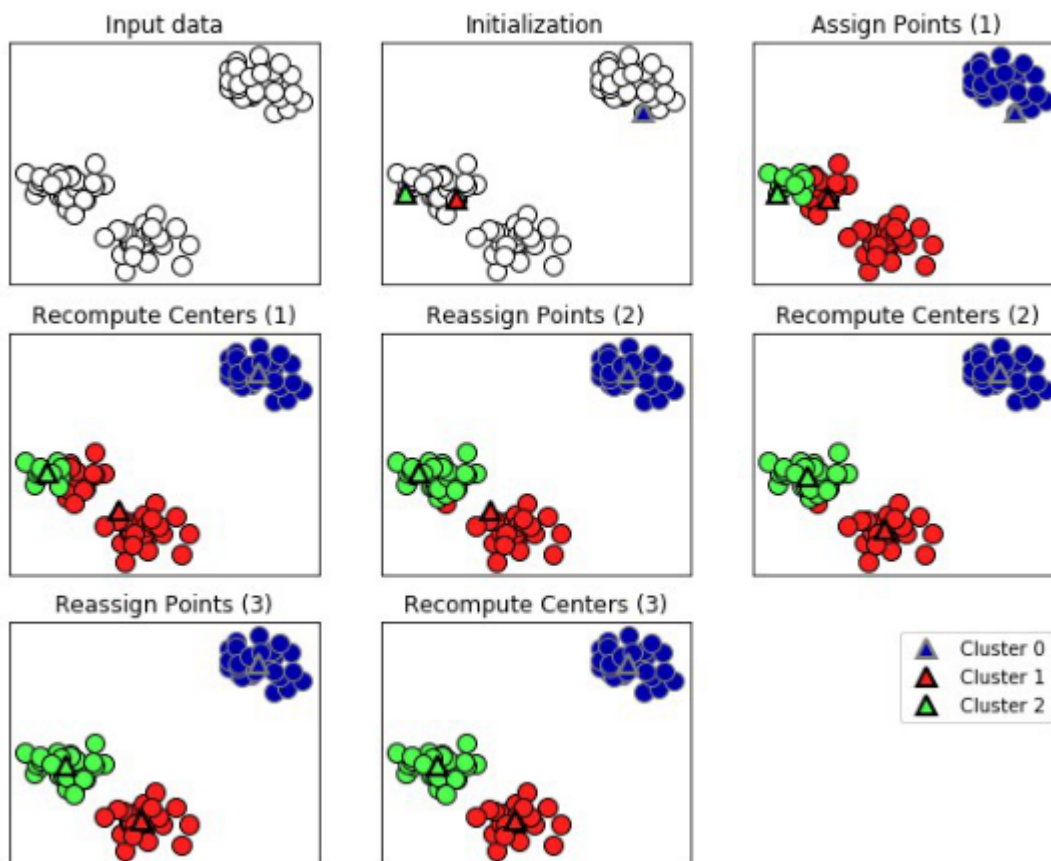 Input data
Initialization
Assign Points (1)
Recompute Centers (1)
Reassign Points (2)
Recompute Centers (2)
Reassign Points (3)
Recompute Centers (3)
Cluster 0
Cluster 1
Cluster 2